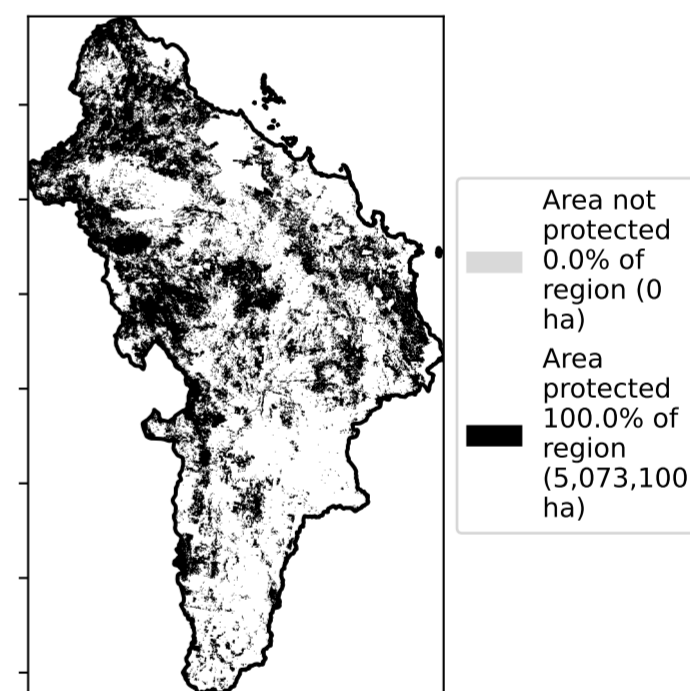 Area not
protected
0.0% of
region (0
ha)
Area
protected
100.0% of
region
(5,073,100
ha)